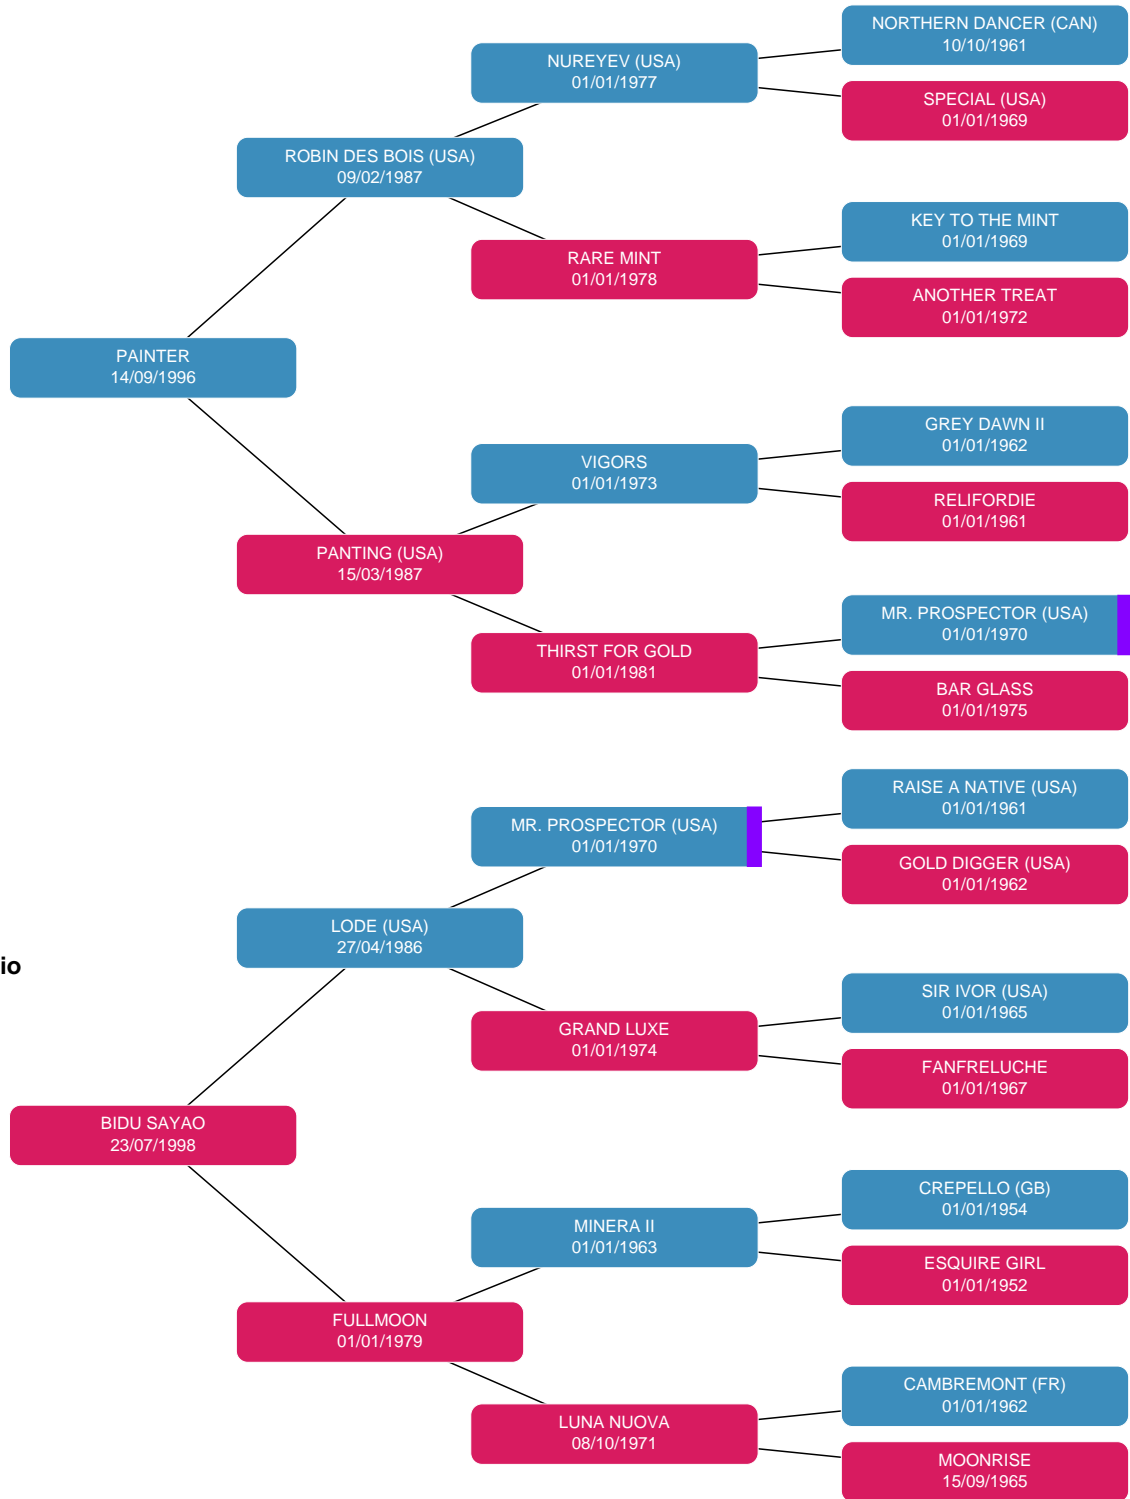 NORTHERN DANCER (CAN)
10/10/1961
NUREYEV (USA)
01/01/1977
SPECIAL (USA)
01/01/1969
ROBIN DES BOIS (USA)
09/02/1987
KEY TO THE MINT
01/01/1969
RARE MINT
01/01/1978
ANOTHER TREAT
01/01/1972
PAINTER
14/09/1996
GREY DAWN II
01/01/1962
VIGORS
01/01/1973
RELIFORDIE
01/01/1961
PANTING (USA)
15/03/1987
MR. PROSPECTOR (USA)
01/01/1970
THIRST FOR GOLD
01/01/1981
BAR GLASS
01/01/1975
RAISE A NATIVE (USA)
01/01/1961
MR. PROSPECTOR (USA)
01/01/1970
GOLD DIGGER (USA)
01/01/1962
LODE (USA)
27/04/1986
io
SIR IVOR (USA)
01/01/1965
GRAND LUXE
01/01/1974
FANFRELUCHE
01/01/1967
BIDU SAYAO
23/07/1998
CREPELLO (GB)
01/01/1954
MINERA II
01/01/1963
ESQUIRE GIRL
01/01/1952
FULLMOON
01/01/1979
CAMBREMONT (FR)
01/01/1962
LUNA NUOVA
08/10/1971
MOONRISE
15/09/1965